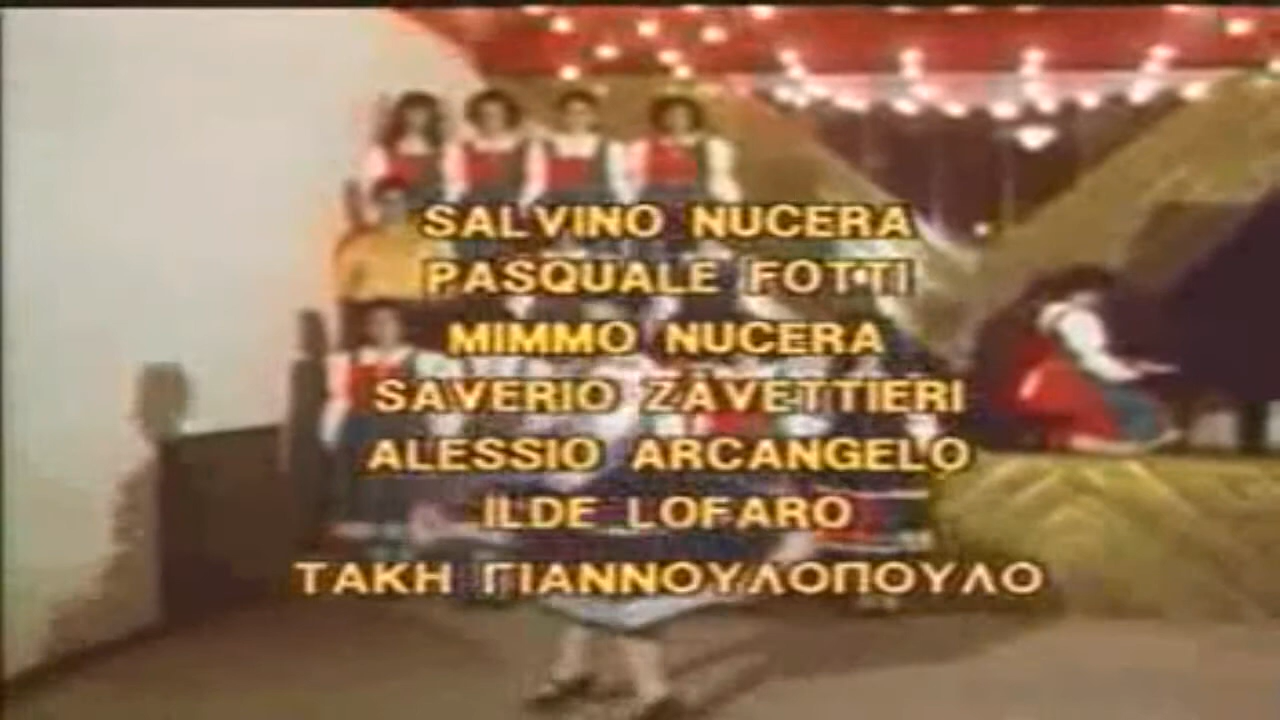 SALVINO NUCERA
PASQUALE FOTTI
MIMMO NUCERA
SAVERIO ZAVETTIERI
ALESSIO ARCANGELO
ILDE LOFARO
ΤΑΚΗ ΓΙΑΝΝΟΥΛΟΠΟΥΛΟ